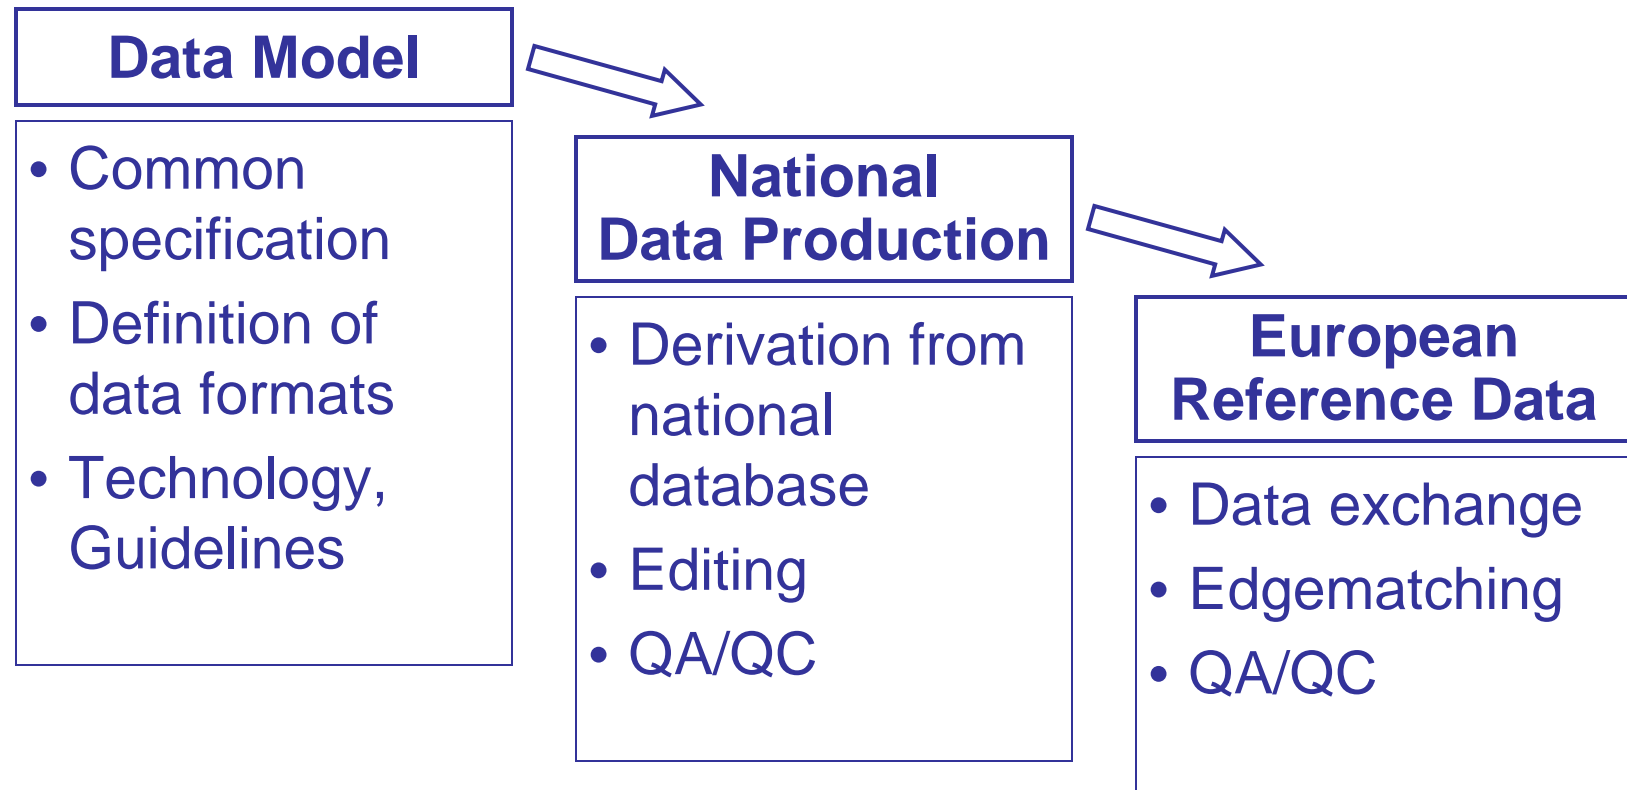 Data Model
• Common
specification
• Definition of
data formats
• Technology,
Guidelines
National
Data Production
• Derivation from
national
database
• Editing
• QA/QC
European
Reference Data
• Data exchange
• Edgematching
• QA/QC